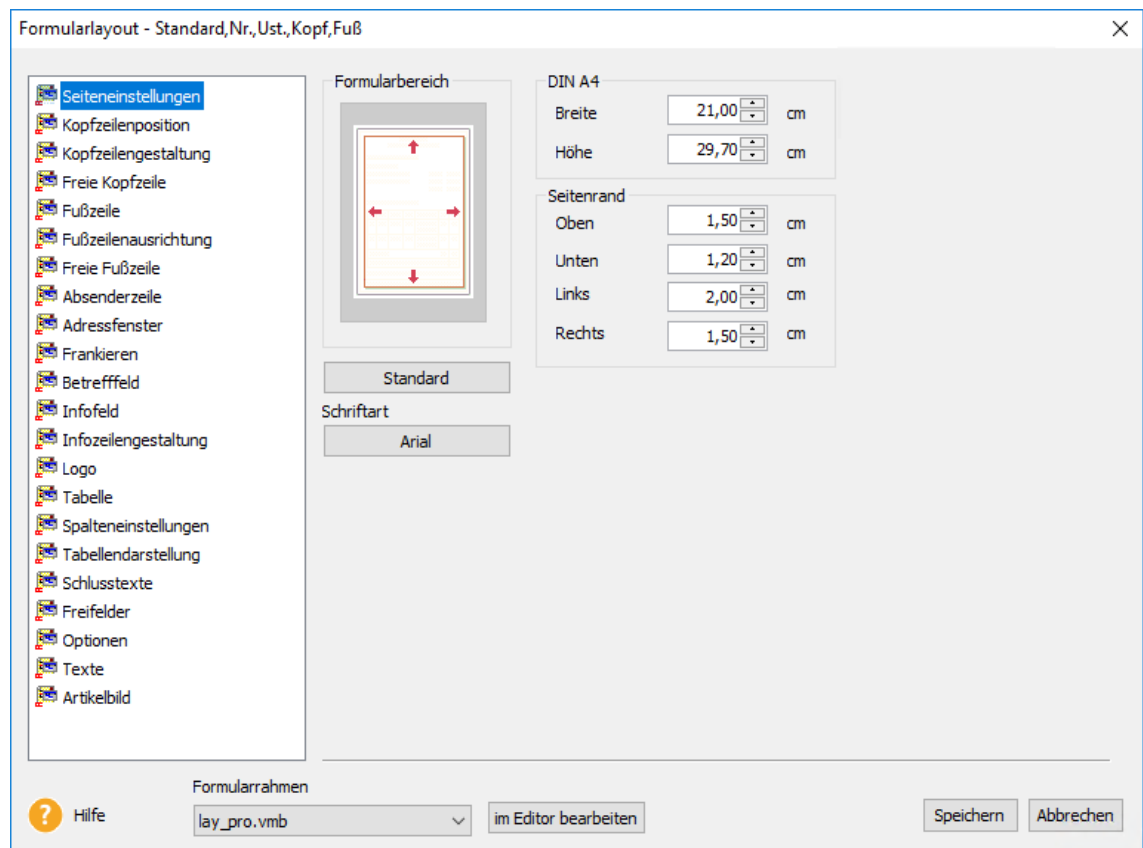 Formularlayout - Standard,Nr.,Ust.,Kopf,Fuß
Seiteneinstellungen
Kopfzeilenposition
Kopfzeilengestaltung
Freie Kopfzeile
Fußzeile
Fußzeilenausrichtung
Freie Fußzeile
Absenderzeile
Adressfenster
Frankieren
Betrefffeld
Infofeld
Infozeilengestaltung
Logo
Tabelle
Spalteneinstellungen
Tabellendarstellung
Schlusstexte
Freifelder
Optionen
Texte
Artikelbild
Formularbereich
Standard
Schriftart
Arial
DIN A4
Breite 21,00 cm
Höhe 29,70 cm
Seitenrand
Oben 1,50 cm
Unten 1,20 cm
Links 2,00 cm
Rechts 1,50 cm
? Hilfe
Formularrahmen
lay_pro.vmb
im Editor bearbeiten
Speichern
Abbrechen